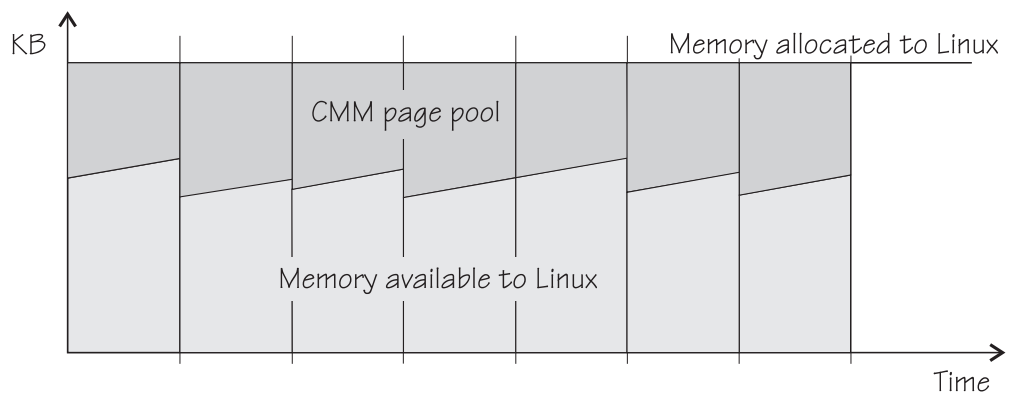 KB
Memory allocated to Linux
CMM page pool
Memory available to Linux
Time